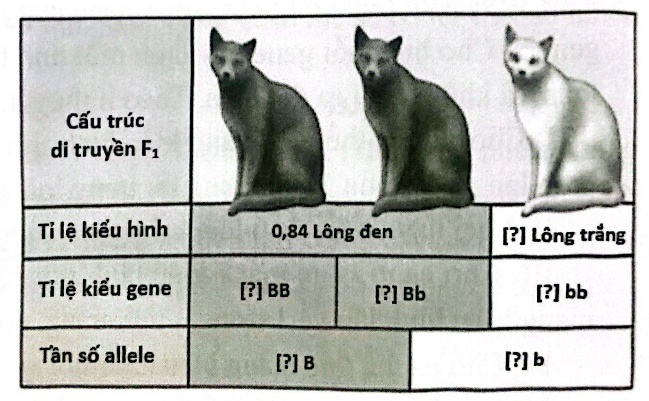 Cấu trúc
di truyền F₁
Tỉ lệ kiểu hình 0,84 Lông đen [?] Lông trắng
Tỉ lệ kiểu gene [?] BB [?] Bb [?] bb
Tần số allele [?] B [?] b